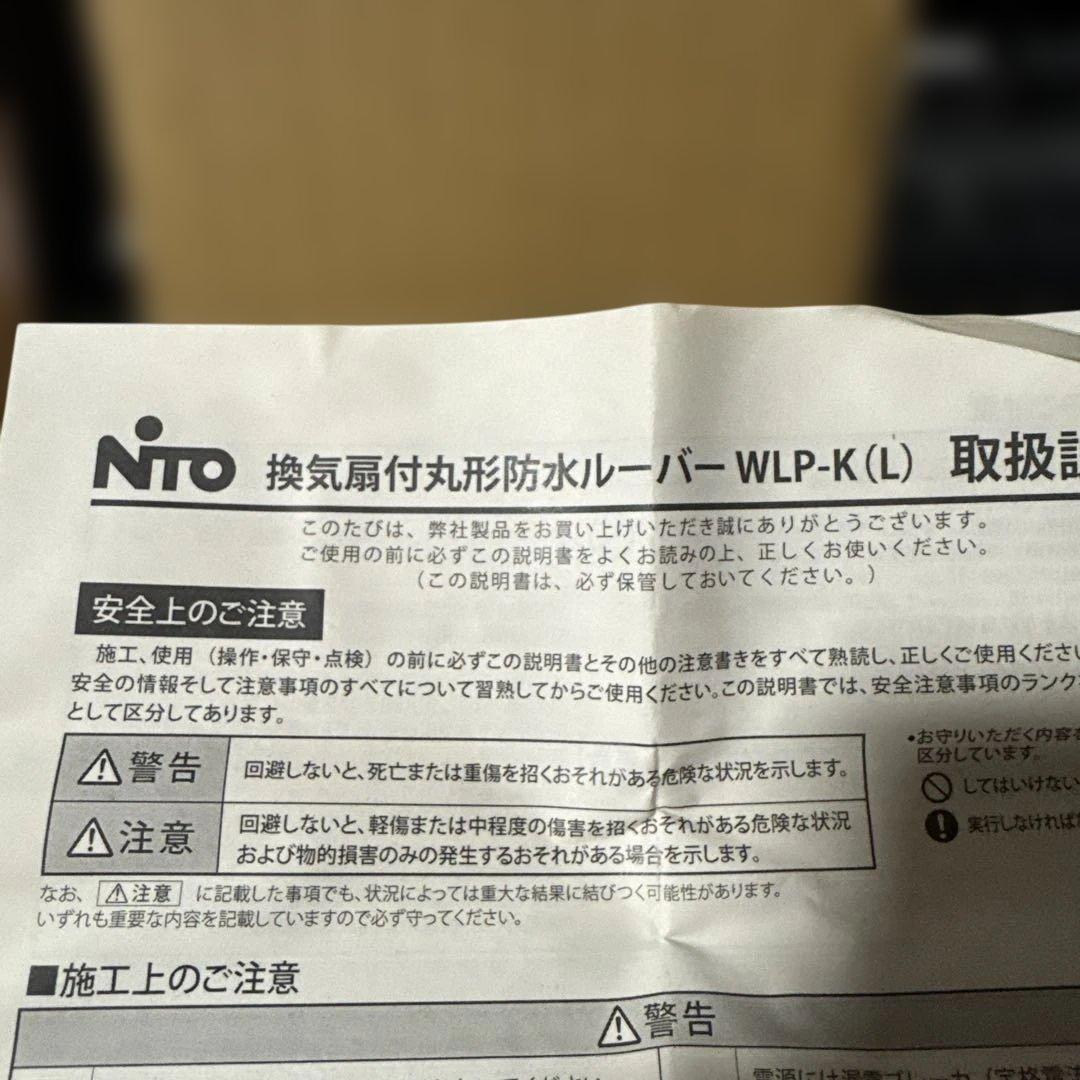 NiTO 換気扇付丸形防水ルーバー WLP-K(L) 取扱説
このたびは、弊社製品をお買い上げいただき誠にありがとうございます。
ご使用の前に必ずこの説明書をよくお読みの上、正しくお使いください。
(この説明書は、必ず保管しておいてください。)
安全上のご注意
施工、使用(操作・保守・点検)の前に必ずこの説明書とその他の注意書きをすべて熟読し、正しくご使用くださ
安全の情報そして注意事項のすべてについて習熟してからご使用ください。この説明書では、安全注意事項のランク
として区分してあります。
⚠警告 回避しないと、死亡または重傷を招くおそれがある危険な状況を示します。
⚠注意 回避しないと、軽傷または中程度の傷害を招くおそれがある危険な状況
および物的損害のみの発生するおそれがある場合を示します。
•お守りいただく内容
区分しています。
してはいけない
実行しなければ
なお、⚠注意 に記載した事項でも、状況によっては重大な結果に結びつく可能性があります。
いずれも重要な内容を記載していますので必ず守ってください。
■施工上のご注意
⚠警告